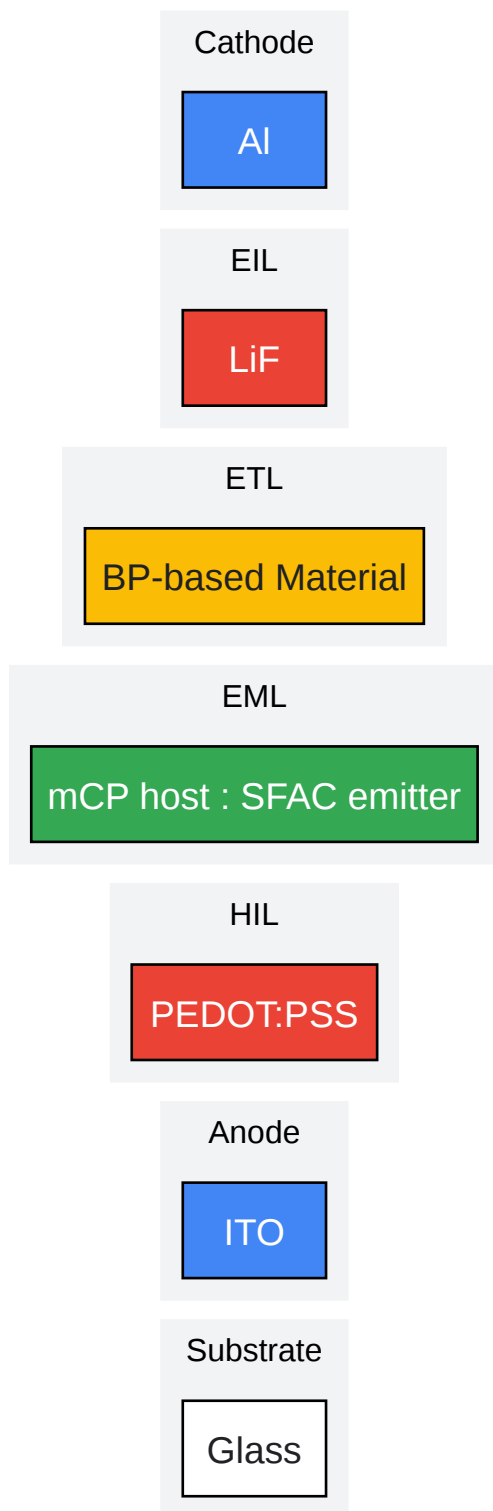 Cathode
Al
EIL
LiF
ETL
BP-based Material
EML
mCP host : SFAC emitter
HIL
PEDOT:PSS
Anode
ITO
Substrate
Glass